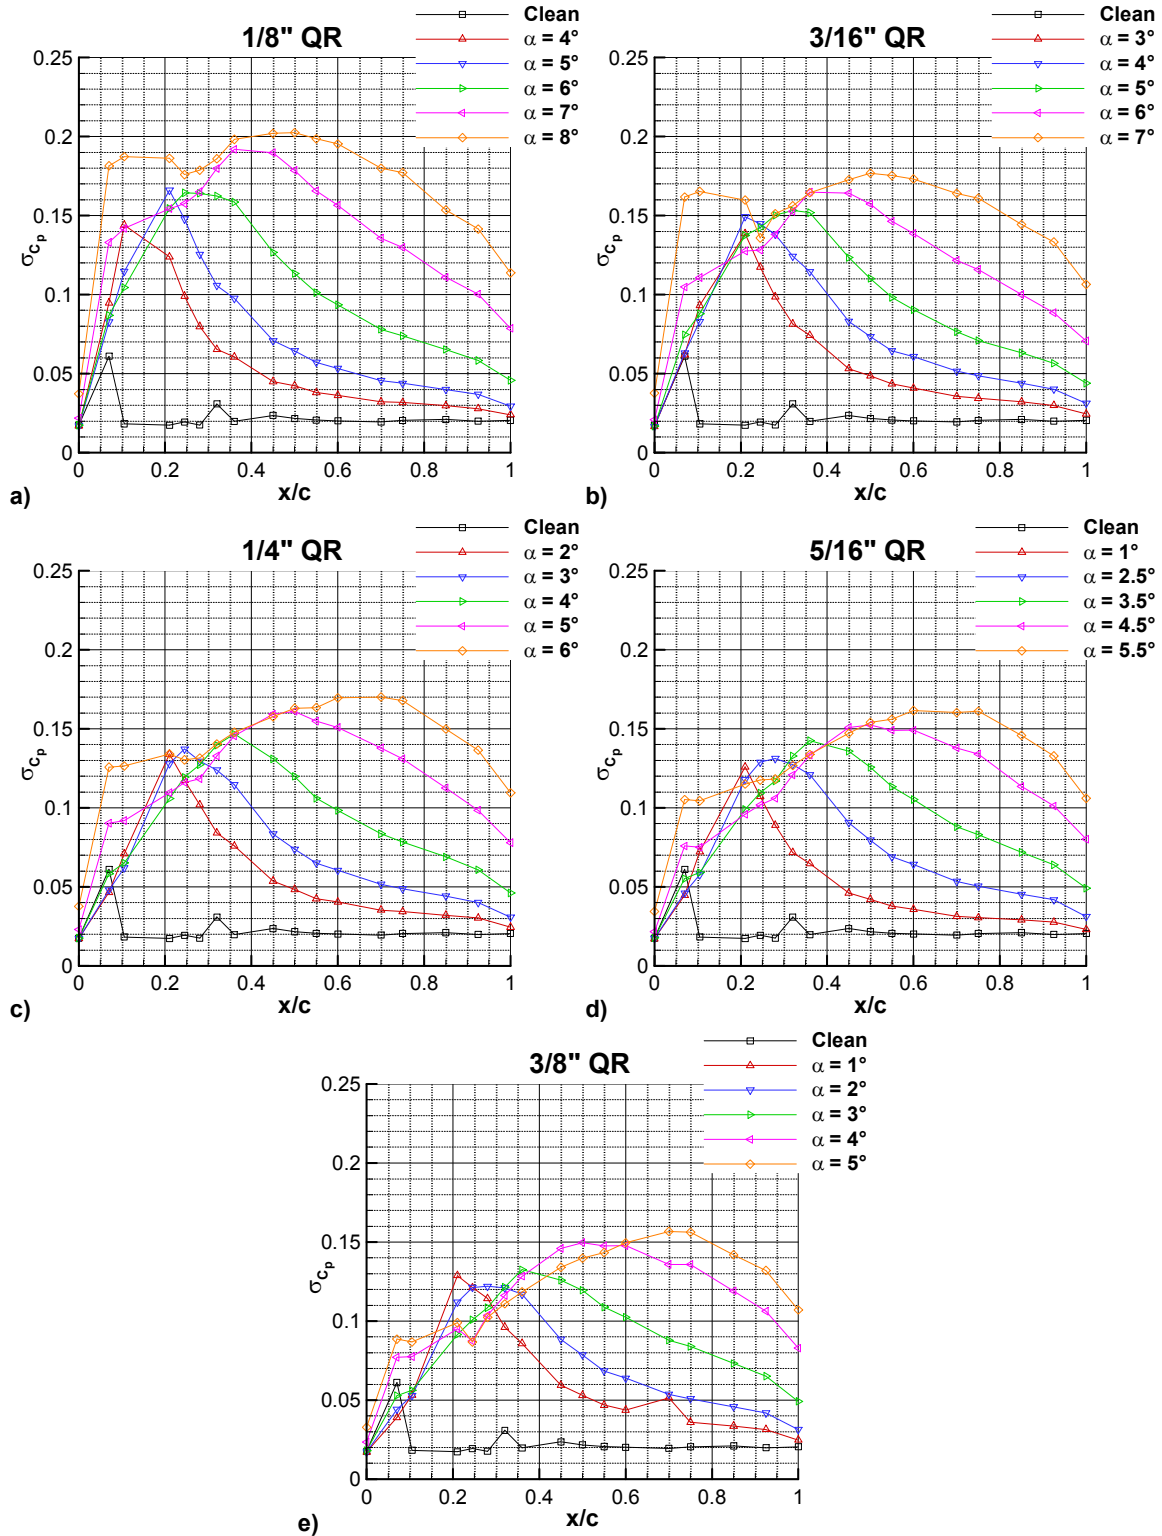 1/8" QR
Clean
α = 4°
α = 5°
α = 6°
α = 7°
α = 8°
0.25
0.2
0.15
0.1
0.05
0
σCp
0 0.2 0.4 0.6 0.8 1
x/c
a)
3/16" QR
Clean
α = 3°
α = 4°
α = 5°
α = 6°
α = 7°
0.25
0.2
0.15
0.1
0.05
0
σCp
0 0.2 0.4 0.6 0.8 1
x/c
b)
1/4" QR
Clean
α = 2°
α = 3°
α = 4°
α = 5°
α = 6°
0.25
0.2
0.15
0.1
0.05
0
σCp
0 0.2 0.4 0.6 0.8 1
x/c
c)
5/16" QR
Clean
α = 1°
α = 2.5°
α = 3.5°
α = 4.5°
α = 5.5°
0.25
0.2
0.15
0.1
0.05
0
σCp
0 0.2 0.4 0.6 0.8 1
x/c
d)
3/8" QR
Clean
α = 1°
α = 2°
α = 3°
α = 4°
α = 5°
0.25
0.2
0.15
0.1
0.05
0
σCp
0 0.2 0.4 0.6 0.8 1
x/c
e)